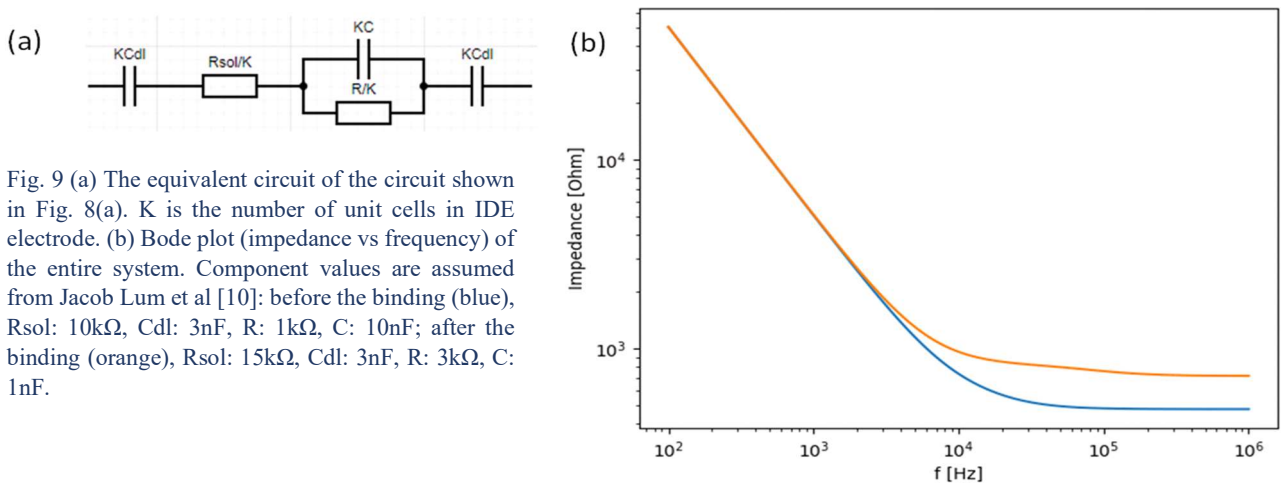 (a)
KCdl
Rsol/K
KC
R/K
KCdl
Fig. 9 (a) The equivalent circuit of the circuit shown
in Fig. 8(a). K is the number of unit cells in IDE
electrode. (b) Bode plot (impedance vs frequency) of
the entire system. Component values are assumed
from Jacob Lum et al [10]: before the binding (blue),
Rsol: 10kΩ, Cdl: 3nF, R: 1kΩ, C: 10nF; after the
binding (orange), Rsol: 15kΩ, Cdl: 3nF, R: 3kΩ, C:
1nF.
(b)
Impedance [Ohm]
10⁴
10³
10² 10³ 10⁴ 10⁵ 10⁶
f [Hz]